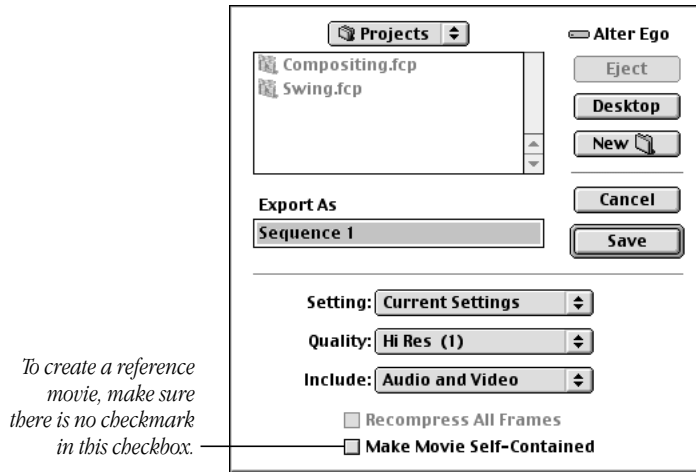 Projects
Alter Ego
Compositing.fcp
Swing.fcp
Eject
Desktop
New
Export As
Sequence 1
Cancel
Save
Setting: Current Settings
Quality: Hi Res (1)
Include: Audio and Video
Recompress All Frames
Make Movie Self-Contained
To create a reference
movie, make sure
there is no checkmark
in this checkbox.